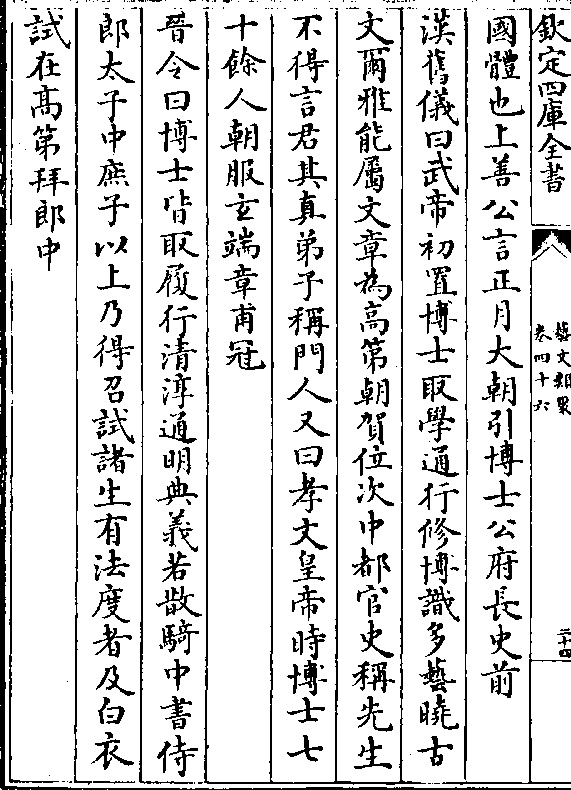 欽定四庫全書
藝文類聚
卷四十六
二十四
國體也上善公言正月大朝引博士公府長史前
漢舊儀曰武帝初置博士取學通行修博識多藝曉古
文爾雅能屬文章為高第朝賀位次中都官史稱先生
不得言君其真弟子稱門人又曰孝文皇帝時博士七
十餘人朝服玄端章甫冠
晉令曰博士皆取履行清淳通明典義若散騎中書侍
郎太子中庶子以上乃得召試諸生有法度者及白衣
試在高第拜郎中